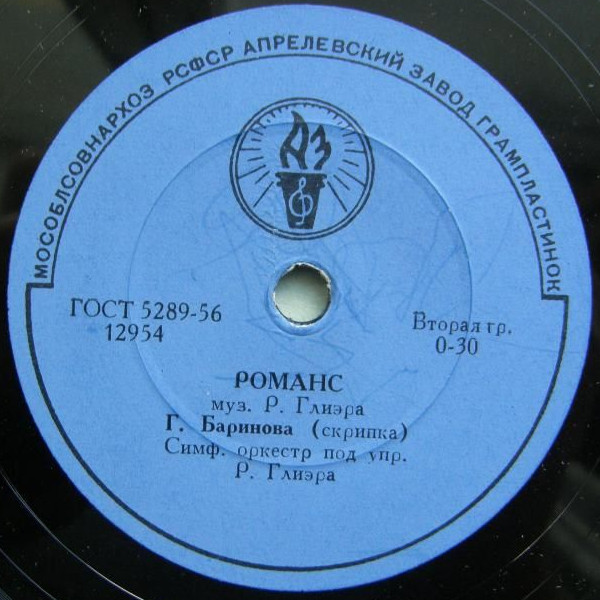 МОСОБЛСОВНАРХОЗ РСФСР АПРЕЛЕВСКИЙ ЗАВОД ГРАМПЛАСТИНОК
АЗ
ГОСТ 5289-56
12954
Вторая гр.
0-30
РОМАНС
муз. Р. Глиэра
Г. Баринова (скрипка)
Симф. оркестр под упр.
Р. Глиэра